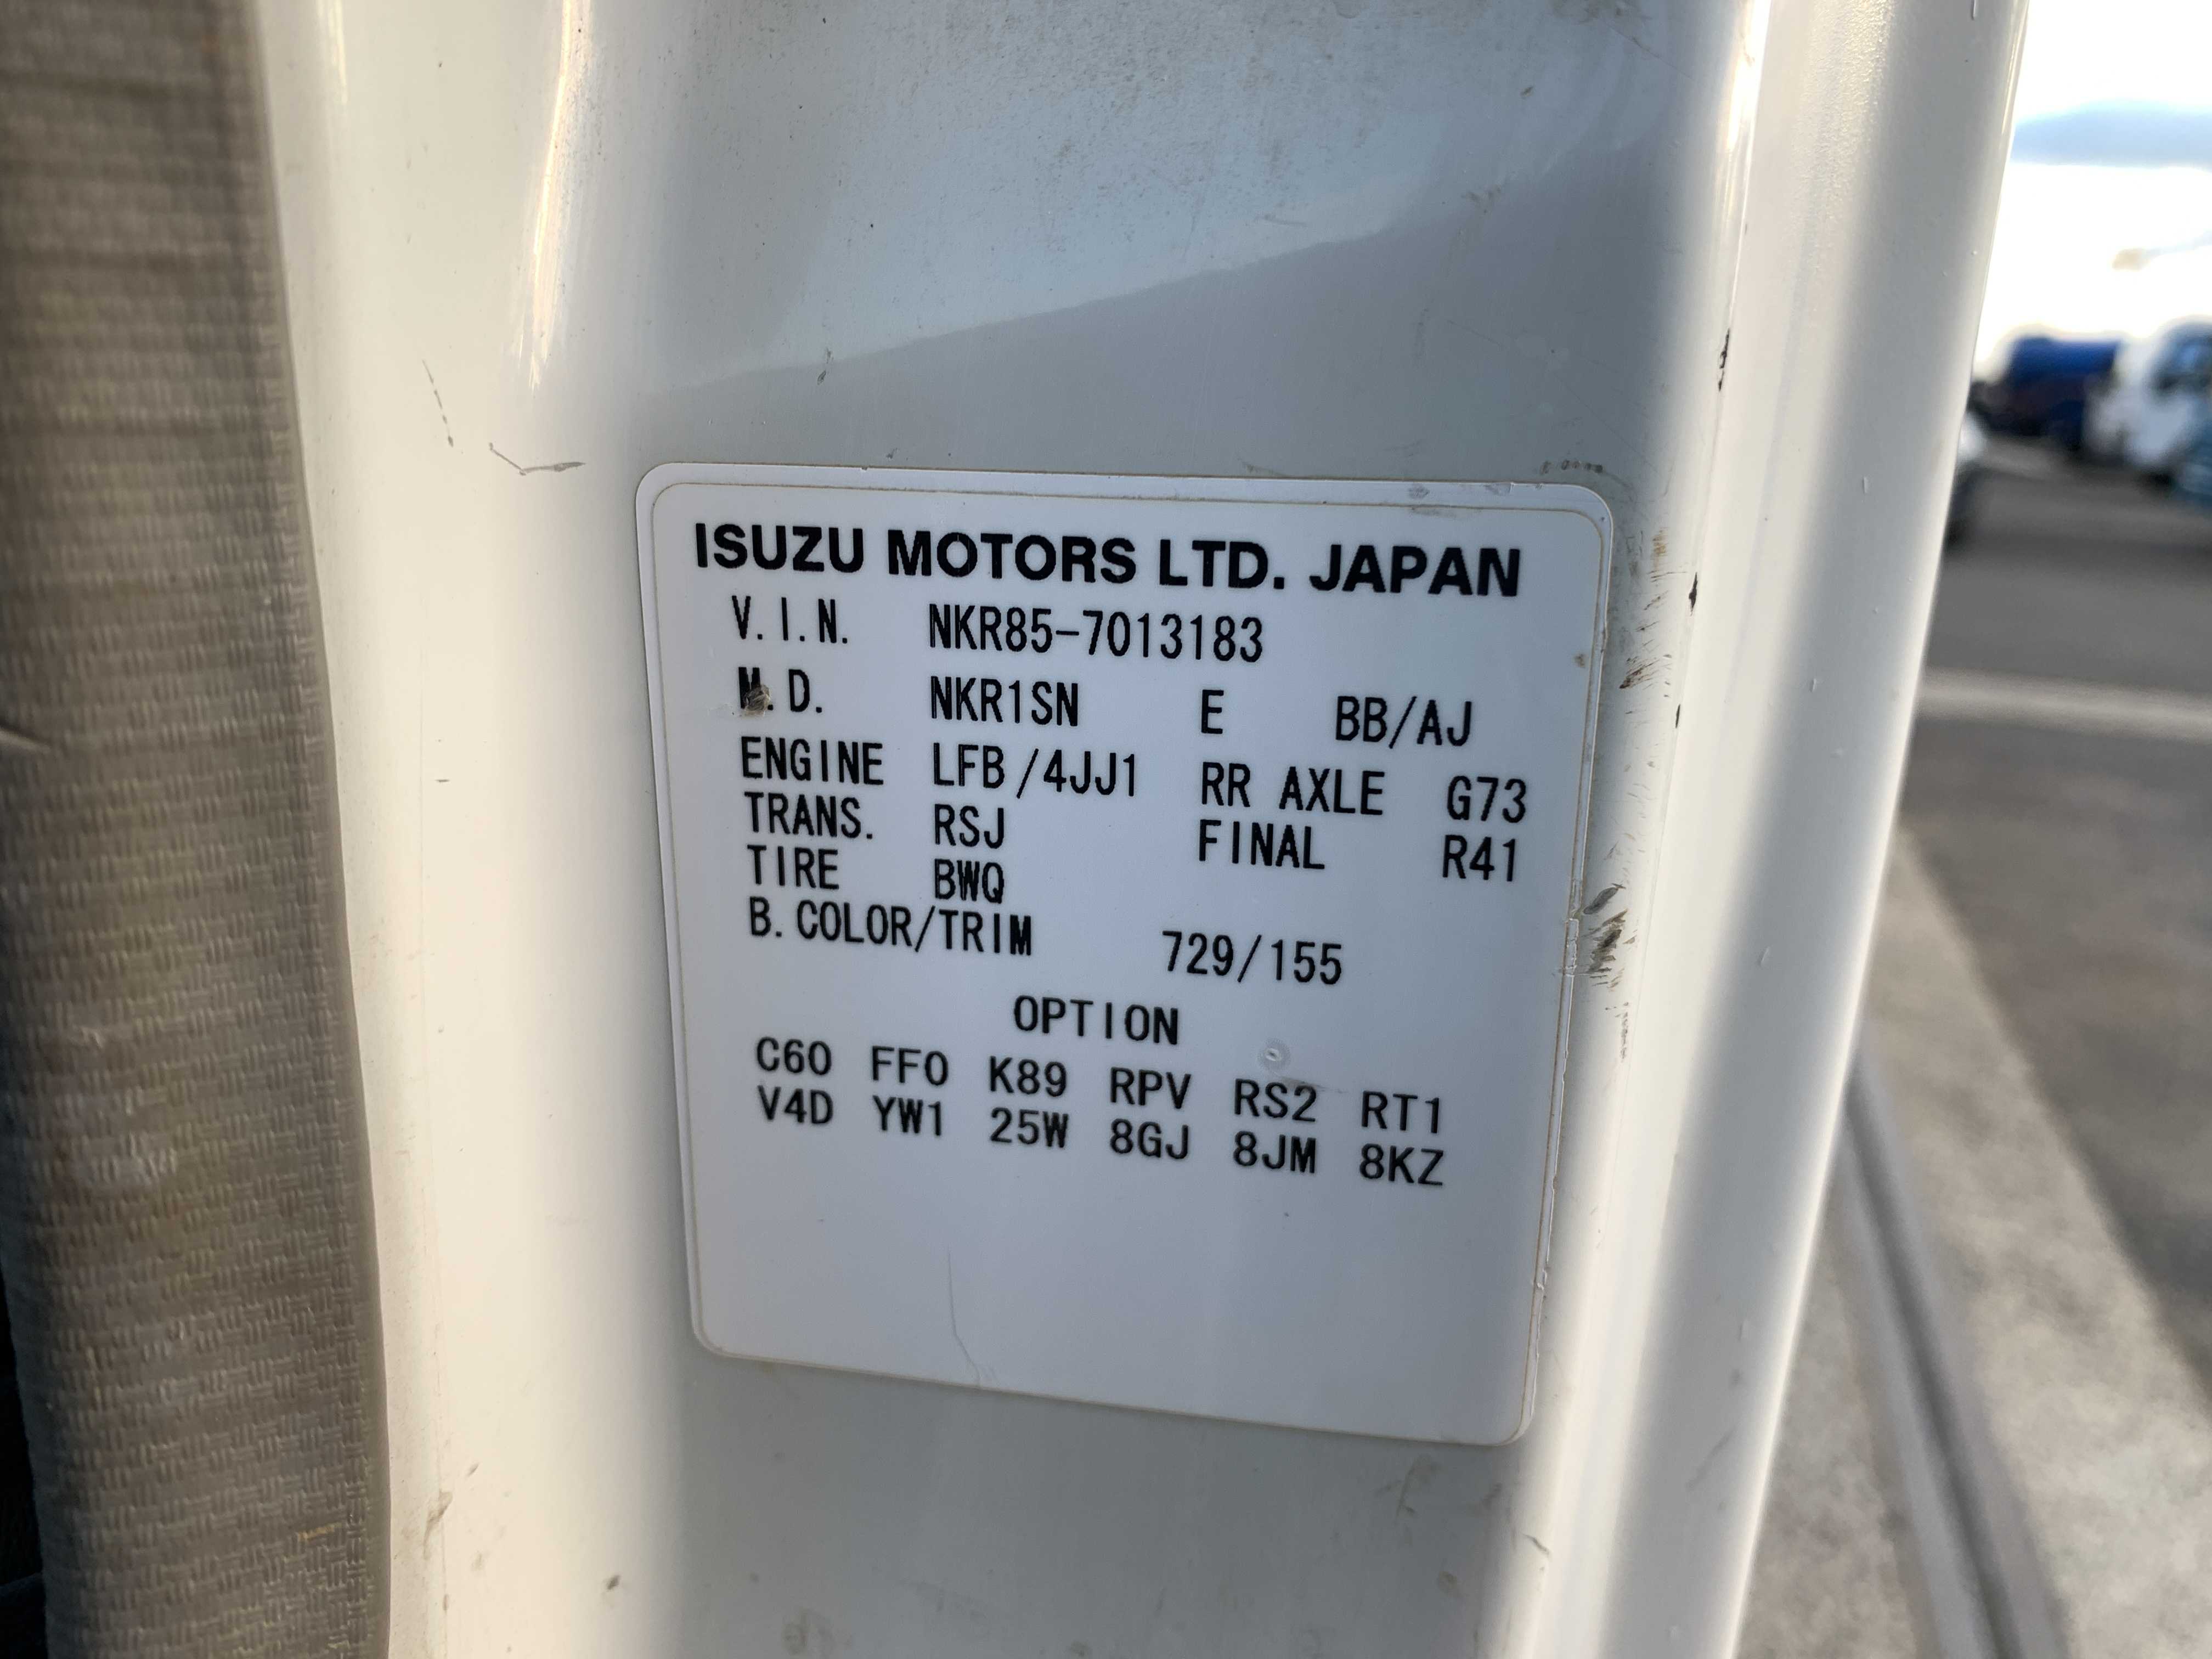 ISUZU MOTORS LTD. JAPAN
V.I.N. NKR85-7013183
M.D. NKR1SN E BB/AJ
ENGINE LFB/4JJ1 RR AXLE G73
TRANS. RSJ FINAL R41
TIRE BWQ
B.COLOR/TRIM 729/155
OPTION
C60 FF0 K89 RPV RS2 RT1
V4D YW1 25W 8GJ 8JM 8KZ